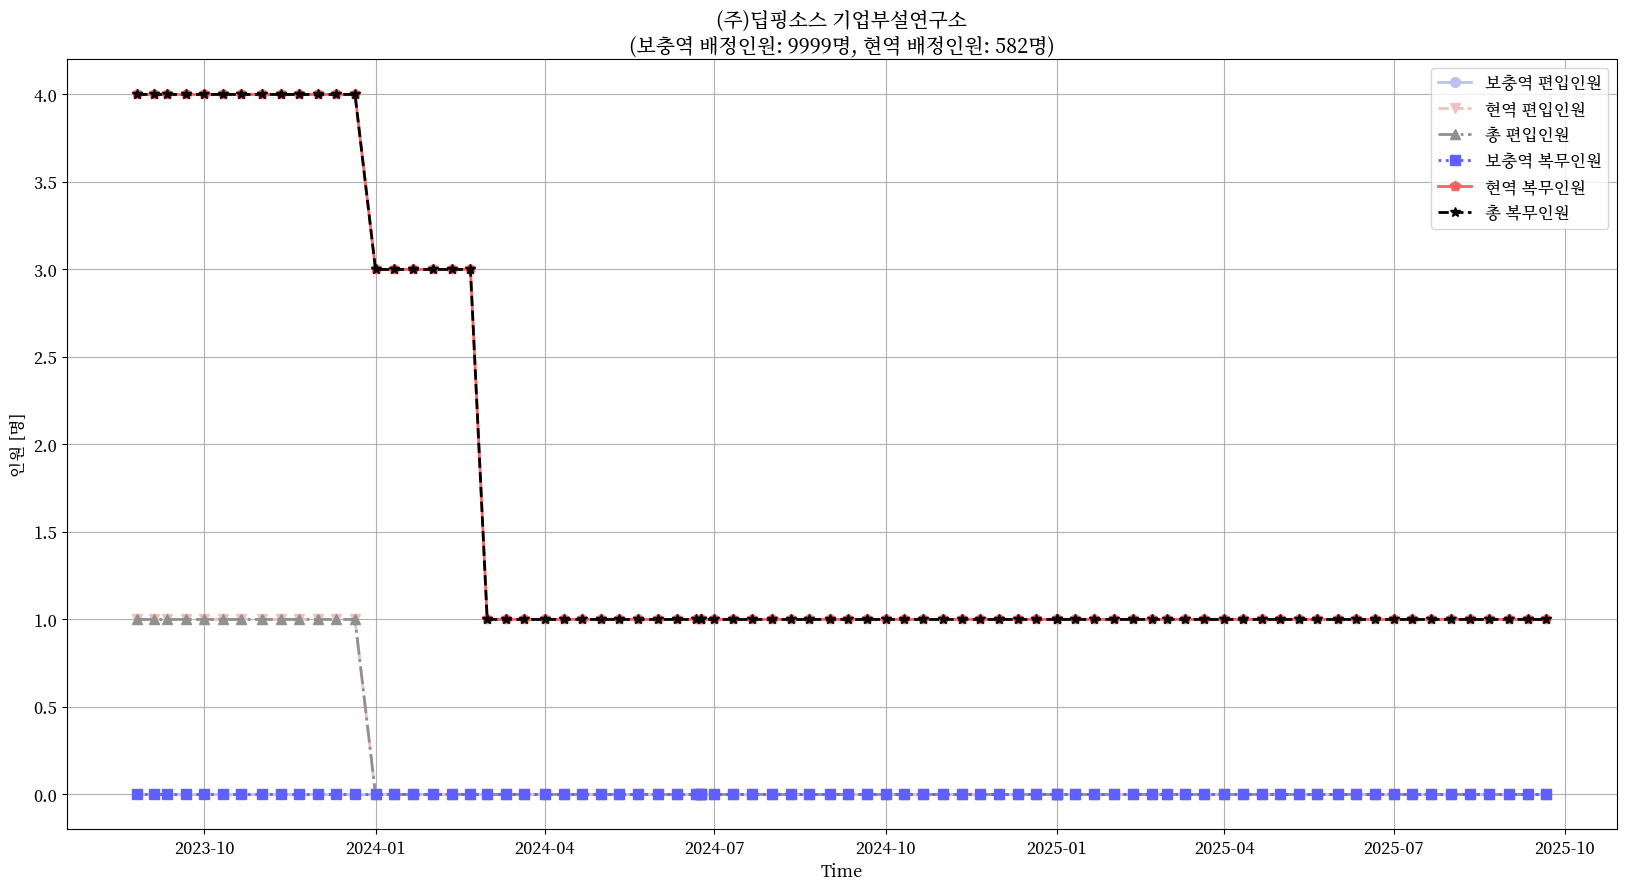 (주)딥핑소스 기업부설연구소
(보충역 배정인원: 9999명, 현역 배정인원: 582명)
보충역 편입인원
현역 편입인원
총 편입인원
보충역 복무인원
현역 복무인원
총 복무인원
4.0
3.5
3.0
2.5
2.0
1.5
1.0
0.5
0.0
인원 [명]
2023-10
2024-01
2024-04
2024-07
2024-10
2025-01
2025-04
2025-07
2025-10
Time